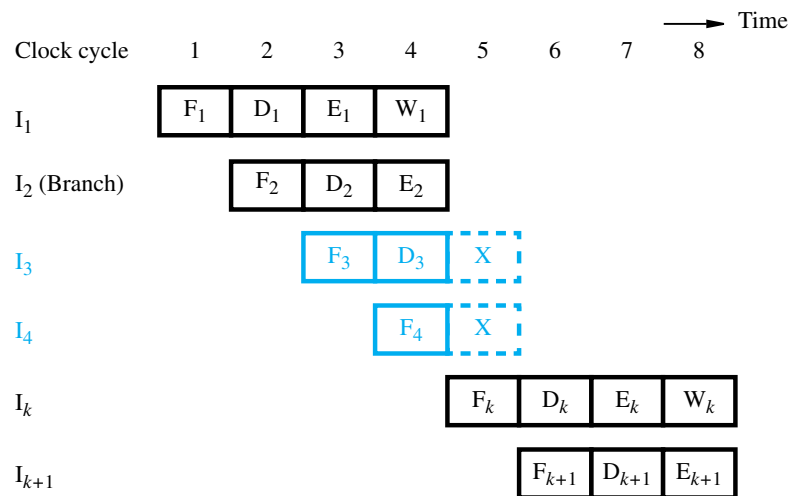 Time
Clock cycle 1 2 3 4 5 6 7 8
I1 F1 D1 E1 W1
I2 (Branch) F2 D2 E2
I3 F3 D3 X
I4 F4 X
Ik Fk Dk Ek Wk
Ik+1 Fk+1 Dk+1 Ek+1